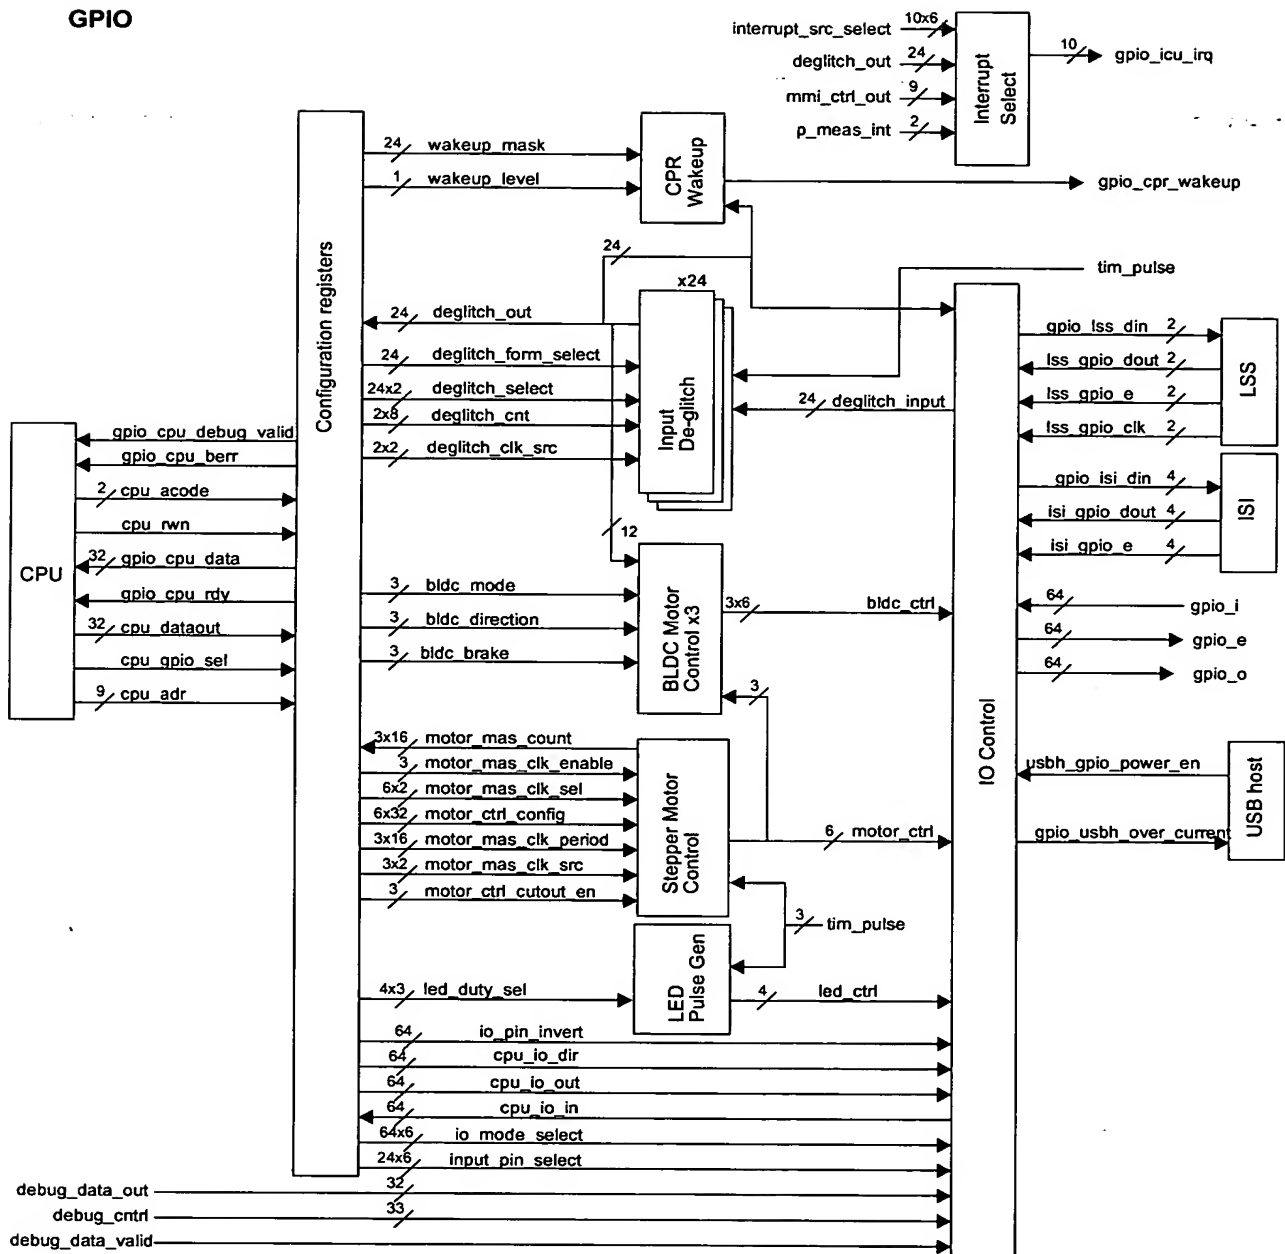 GPIO
interrupt_src_select
10x6
deglitch_out
24
mmi_ctrl_out
9
p_meas_int
2
Interrupt
Select
10
gpio_icu_irq
Configuration registers
24
wakeup_mask
1
wakeup_level
CPR
Wakeup
gpio_cpr_wakeup
24
x24
tim_pulse
24
deglitch_out
24
deglitch_form_select
24x2
deglitch_select
2x8
deglitch_cnt
2x2
deglitch_clk_src
Input
De-glitch
24
deglitch_input
12
gpio_lss_din
2
lss_gpio_dout
2
lss_gpio_e
2
lss_gpio_clk
2
LSS
gpio_isi_din
4
isi_gpio_dout
4
isi_gpio_e
4
ISI
CPU
gpio_cpu_debug_valid
gpio_cpu_berr
2
cpu_acode
cpu_rwn
32
gpio_cpu_data
gpio_cpu_rdy
32
cpu_dataout
cpu_gpio_sel
9
cpu_adr
3
bldc_mode
3
bldc_direction
3
bldc_brake
BLDC Motor
Control x3
3x6
bldc_ctrl
3
64
gpio_i
64
gpio_e
64
gpio_o
IO Control
3x16
motor_mas_count
3
motor_mas_clk_enable
6x2
motor_mas_clk_sel
6x32
motor_ctrl_config
3x16
motor_mas_clk_period
3x2
motor_mas_clk_src
3
motor_ctrl_cutout_en
Stepper Motor
Control
6
motor_ctrl
3
tim_pulse
usbh_gpio_power_en
gpio_usbh_over_current
USB host
4x3
led_duty_sel
LED
Pulse Gen
4
led_ctrl
64
io_pin_invert
64
cpu_io_dir
64
cpu_io_out
64
cpu_io_in
64x6
io_mode_select
24x6
input_pin_select
debug_data_out
32
debug_cntrl
33
debug_data_valid